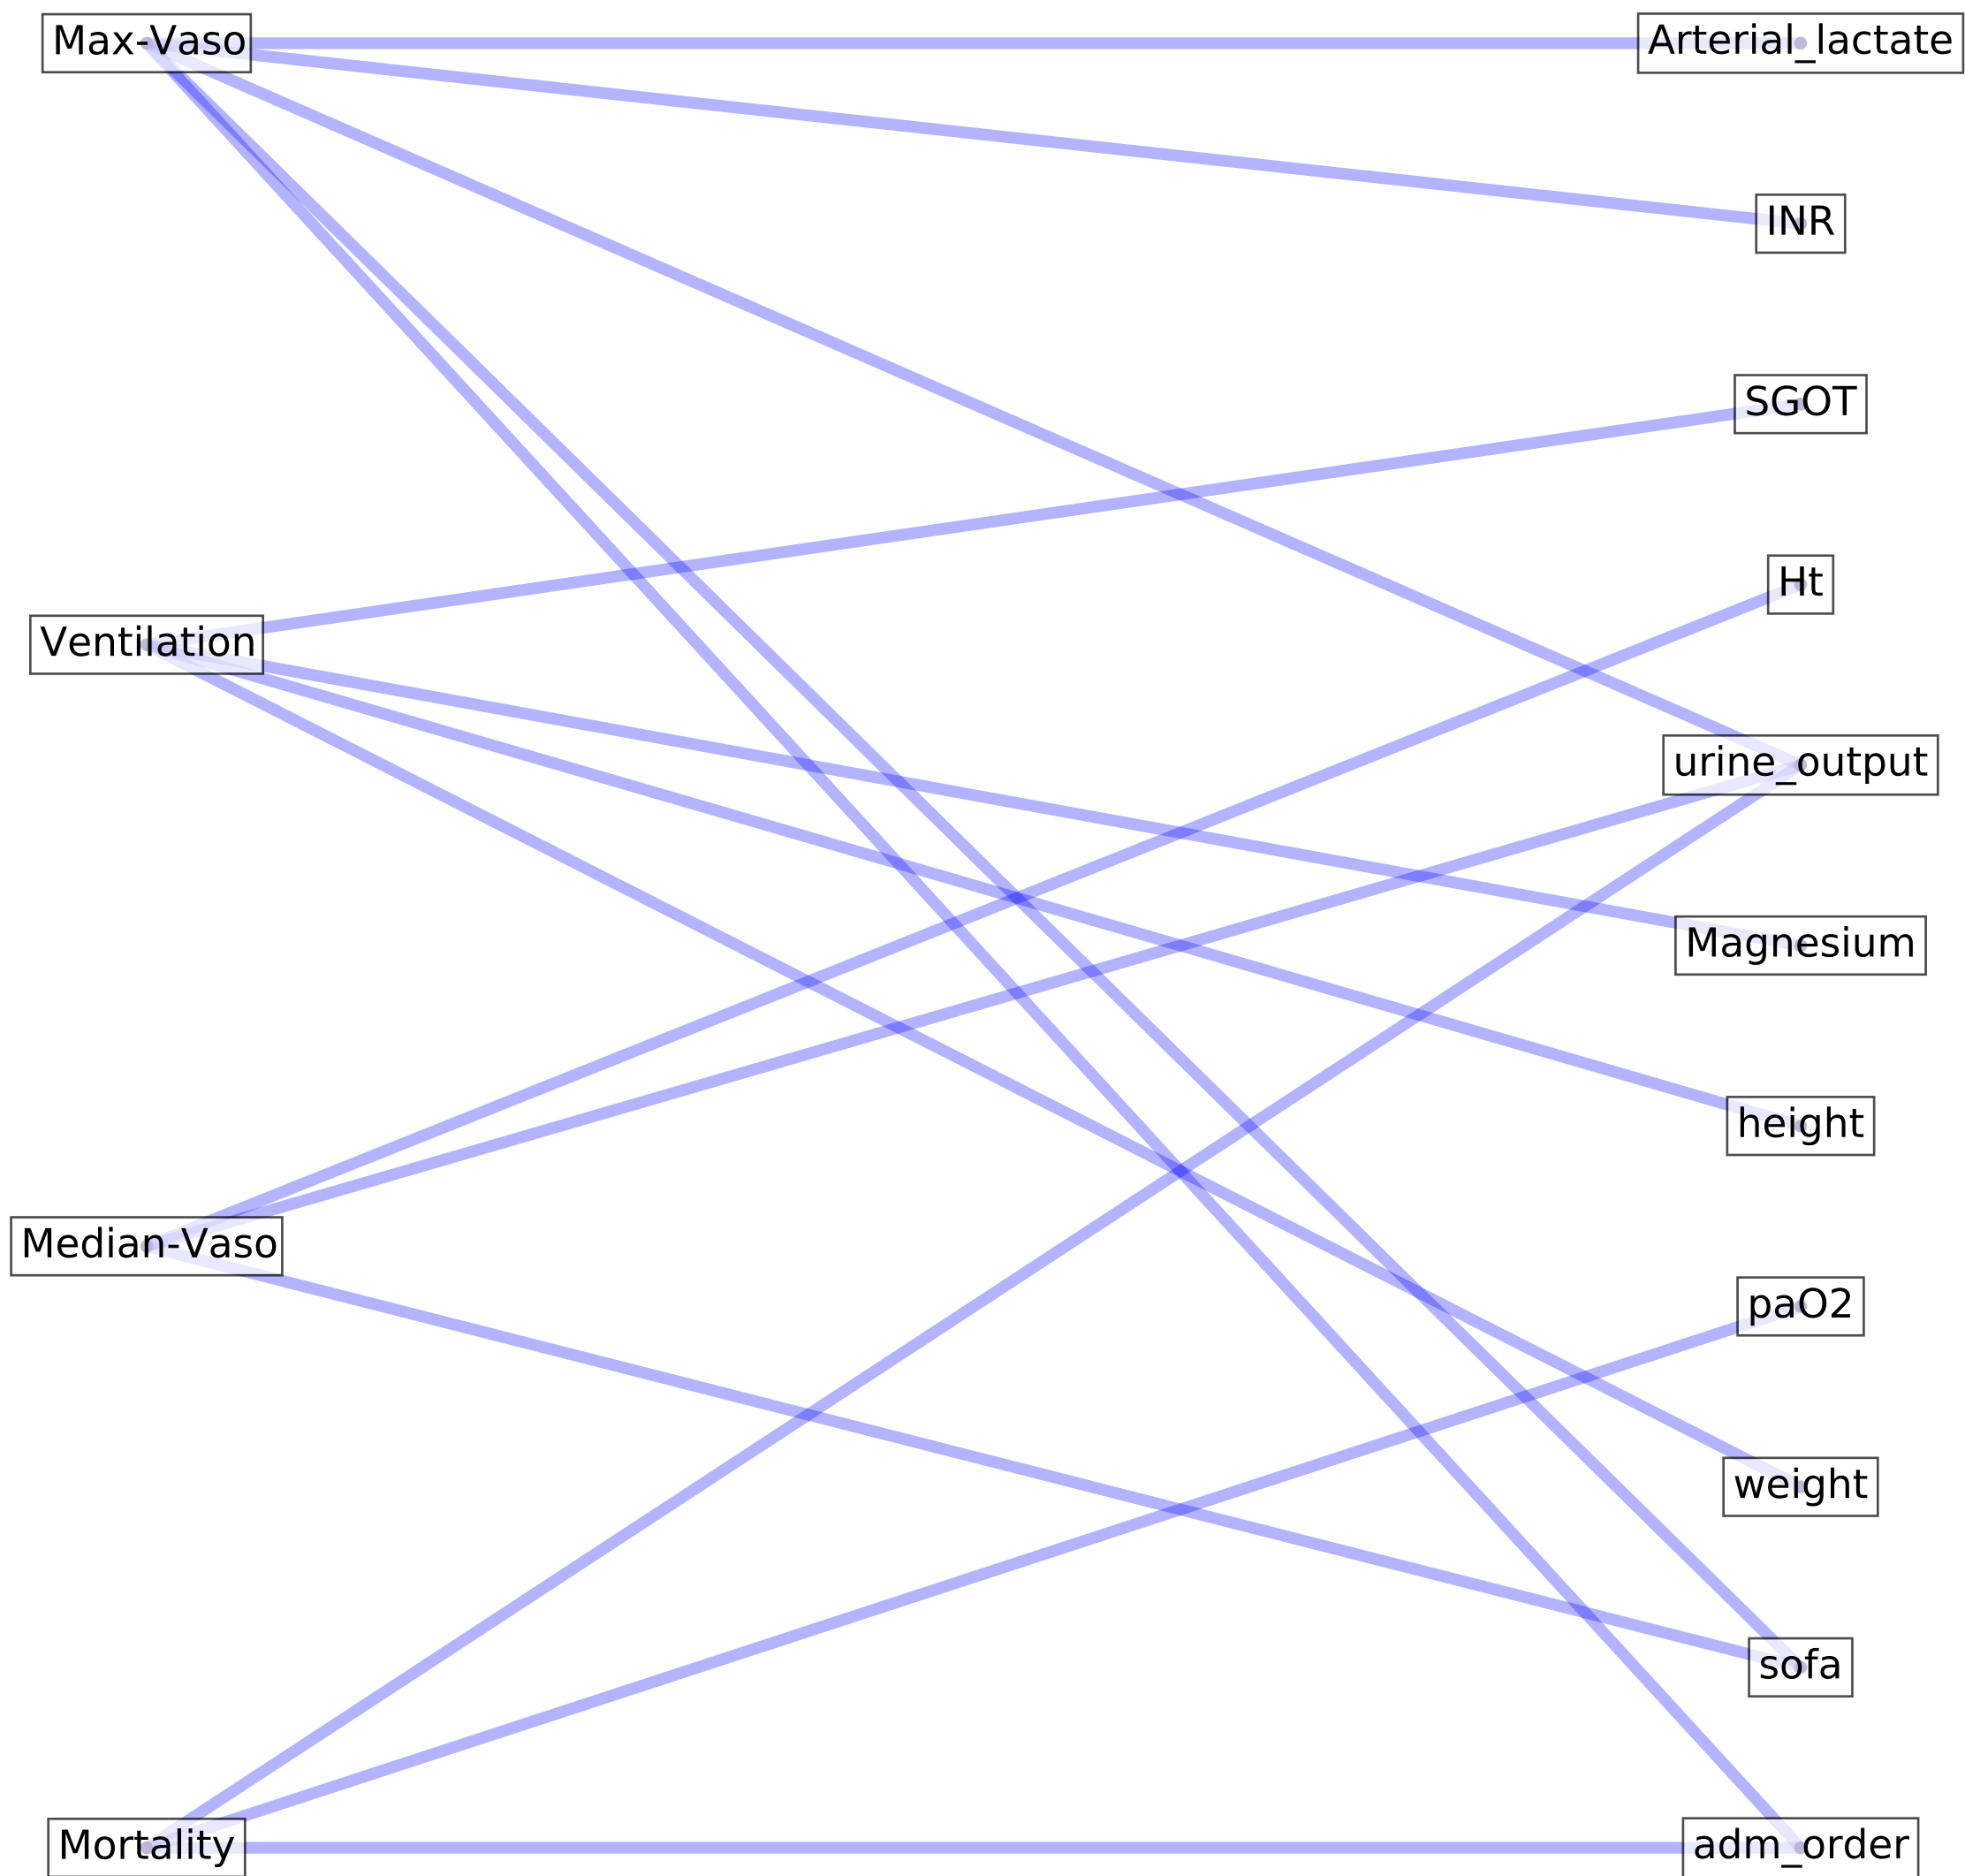 Max-Vaso
Arterial_lactate
INR
SGOT
Ht
Ventilation
urine_output
Magnesium
height
Median-Vaso
paO2
weight
sofa
Mortality
adm_order